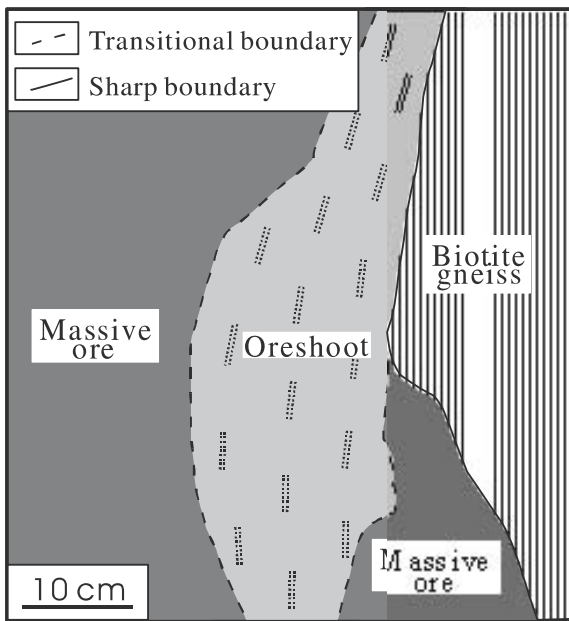 Transitional boundary
Sharp boundary
Biotite
gneiss
Massive
ore
Oreshoot
Massive
ore
10 cm